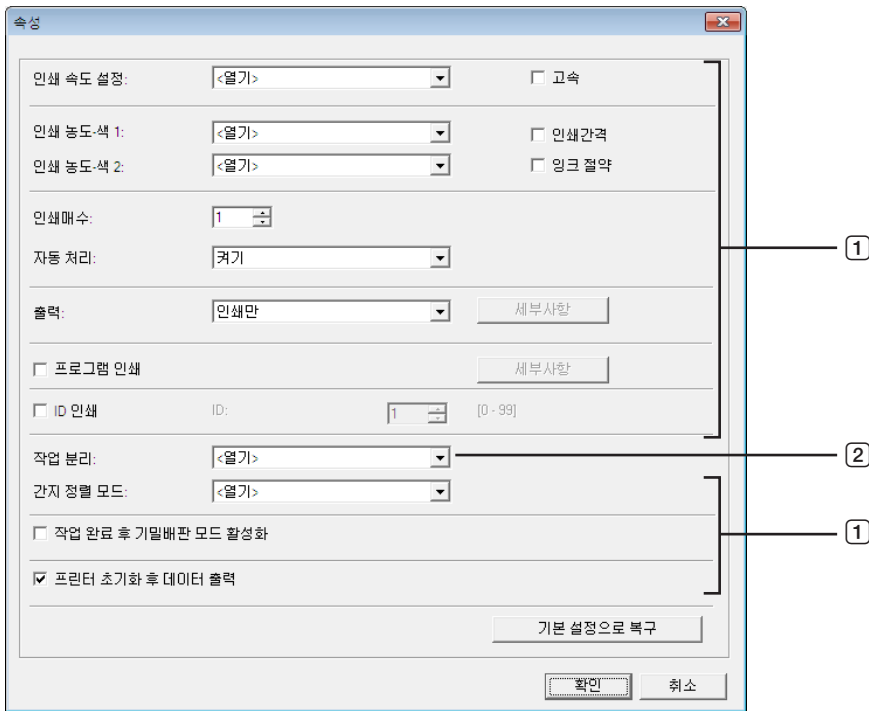 속성
인쇄 속도 설정: <열기> 고속
인쇄 농도-색 1: <열기> 인쇄간격
인쇄 농도-색 2: <열기> 잉크 절약
인쇄매수: 1
자동 처리: 켜기
1
출력: 인쇄만 세부사항
프로그램 인쇄 세부사항
ID 인쇄 ID: 1 [0 - 99]
작업 분리: <열기> 2
간지 정렬 모드: <열기>
작업 완료 후 기밀배판 모드 활성화 1
프린터 초기화 후 데이터 출력
기본 설정으로 복구
확인 취소